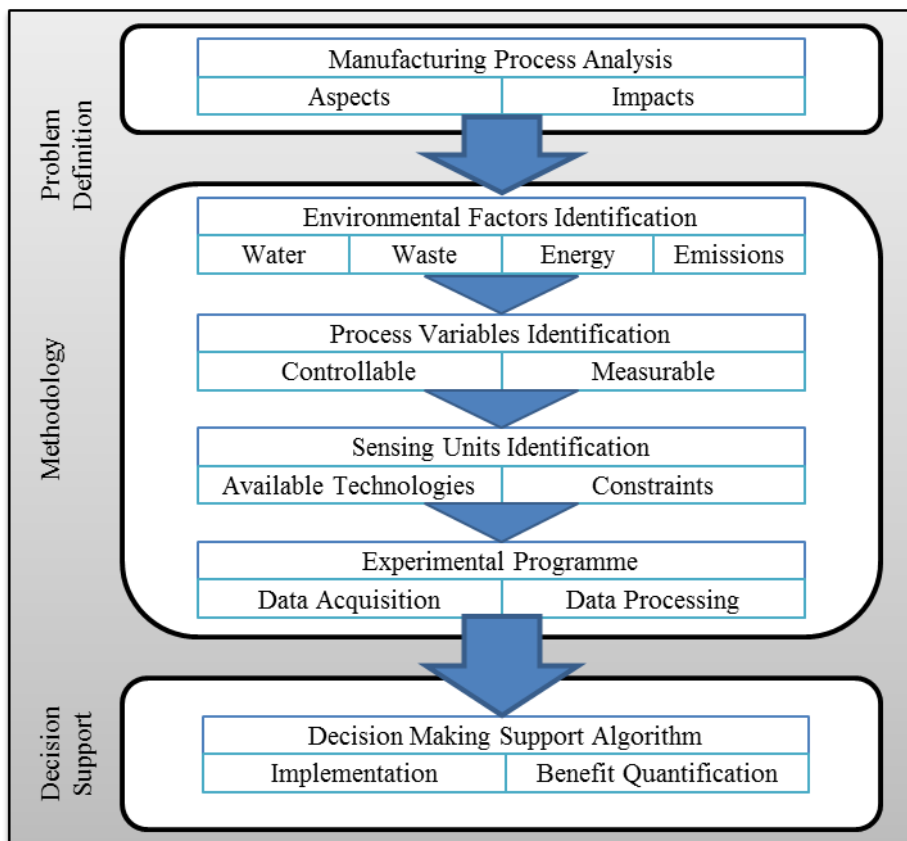 Problem
Definition
Manufacturing Process Analysis
Aspects
Impacts
Methodology
Environmental Factors Identification
Water
Waste
Energy
Emissions
Process Variables Identification
Controllable
Measurable
Sensing Units Identification
Available Technologies
Constraints
Experimental Programme
Data Acquisition
Data Processing
Decision
Support
Decision Making Support Algorithm
Implementation
Benefit Quantification